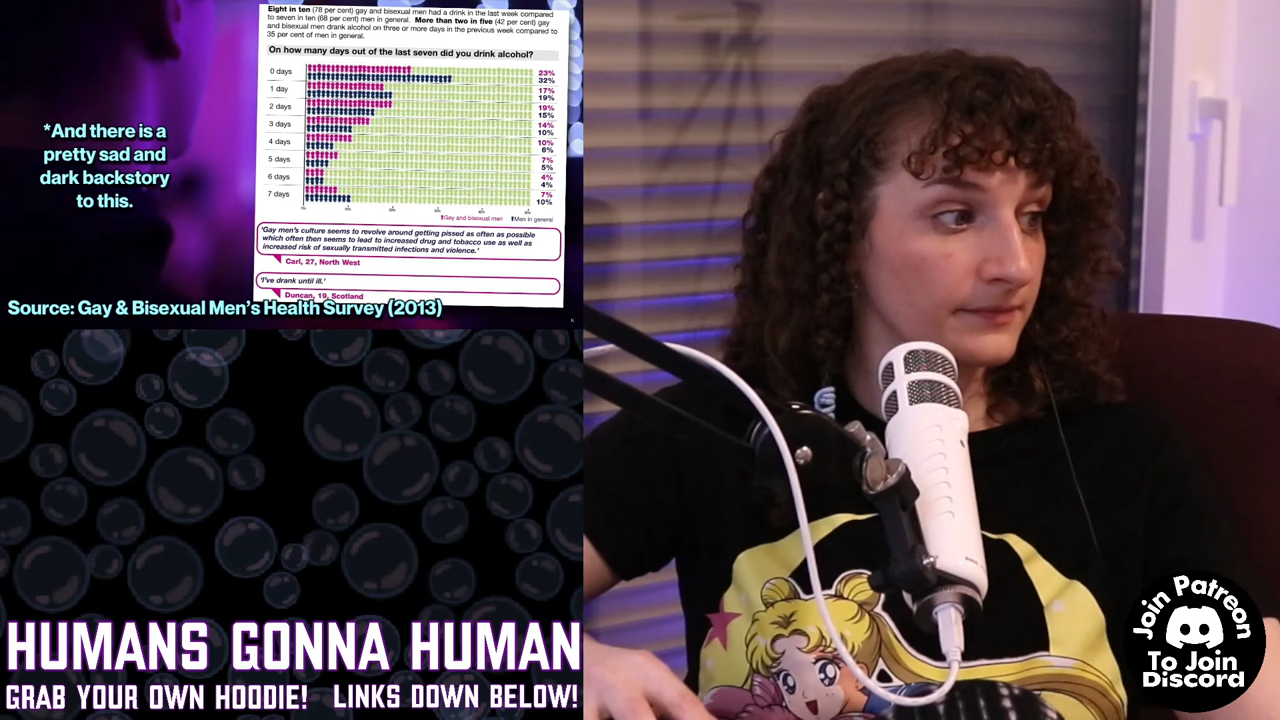 Eight in ten (78 per cent) gay and bisexual men had a drink in the last week compared
to seven in ten (68 per cent) men in general. More than two in five (42 per cent) gay
and bisexual men drank alcohol on three or more days in the previous week compared to
35 per cent of men in general.
On how many days out of the last seven did you drink alcohol?
0 days
23%
32%
1 day
17%
19%
2 days
19%
15%
3 days
14%
10%
4 days
10%
6%
5 days
7%
5%
6 days
4%
4%
7 days
7%
10%
Gay and bisexual men
Men in general
'Gay men's culture seems to revolve around getting pissed as often as possible
which often then seems to lead to increased drug and tobacco use as well as
increased risk of sexually transmitted infections and violence.'
Carl, 27, North West
'I've drank until ill.'
Duncan, 19, Scotland
*And there is a
pretty sad and
dark backstory
to this.
Source: Gay & Bisexual Men's Health Survey (2013)
HUMANS GONNA HUMAN
GRAB YOUR OWN HOODIE! LINKS DOWN BELOW!
Join Patreon
To Join
Discord